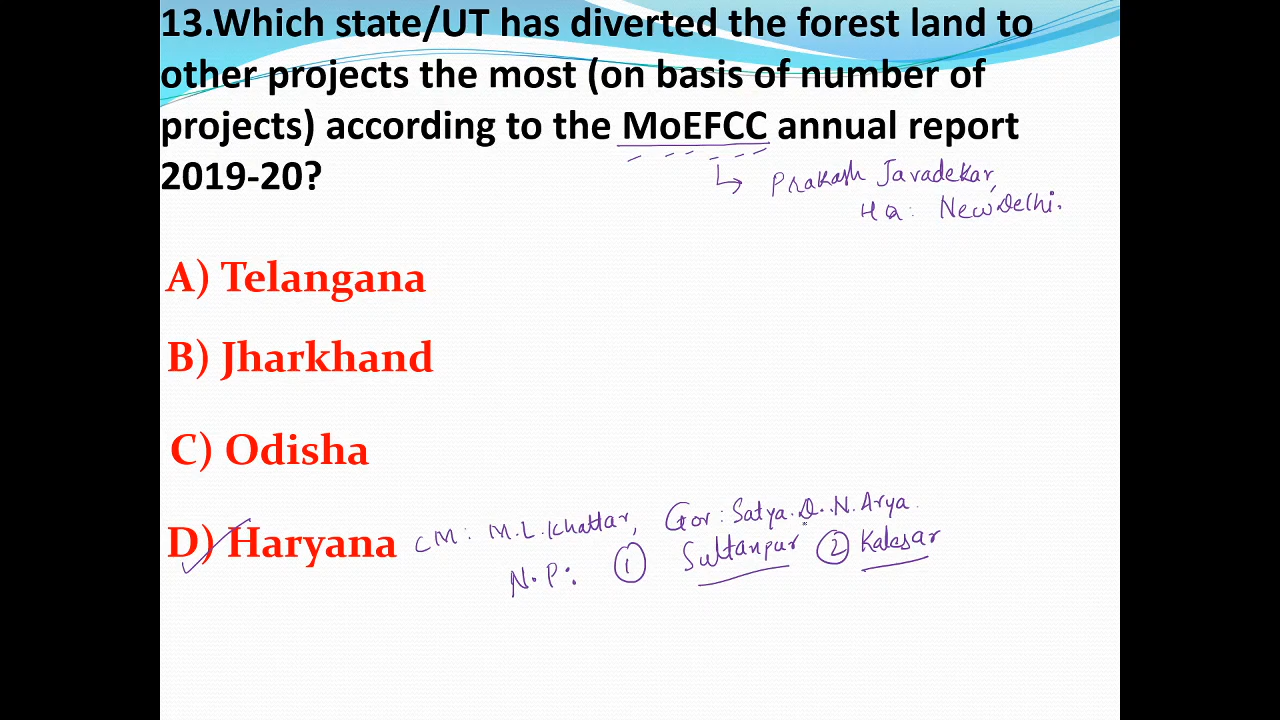 13.Which state/UT has diverted the forest land to
other projects the most (on basis of number of
projects) according to the MoEFCC annual report
2019-20?
Prakash Javadekar,
HQ: New Delhi.
A) Telangana
B) Jharkhand
C) Odisha
D) Haryana
CM: M.L.Khattar, Gov: Satya.D.N.Arya.
N.P: ① Sultanpur ② Kalesar